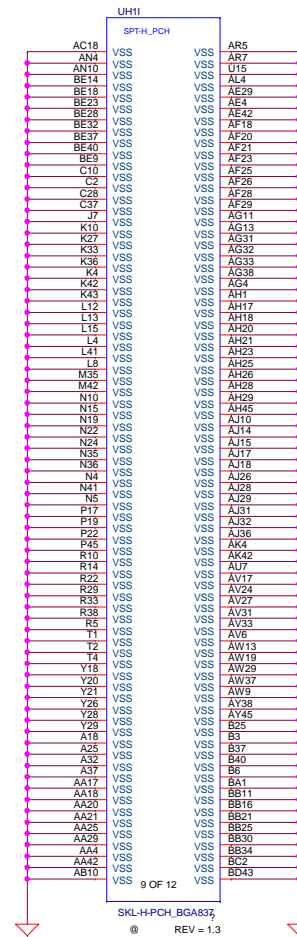 UH1I
SPT-H_PCH
AC18 VSS VSS AR5
AN4 VSS VSS AR7
AN10 VSS VSS U15
BE14 VSS VSS AL4
BE18 VSS VSS AE29
BE23 VSS VSS AE4
BE28 VSS VSS AE42
BE32 VSS VSS AF18
BE37 VSS VSS AF20
BE40 VSS VSS AF21
BE9 VSS VSS AF23
C10 VSS VSS AF25
C2 VSS VSS AF26
C28 VSS VSS AF28
C37 VSS VSS AF29
J7 VSS VSS AG11
K10 VSS VSS AG13
K27 VSS VSS AG31
K33 VSS VSS AG32
K36 VSS VSS AG33
K4 VSS VSS AG38
K42 VSS VSS AG4
K43 VSS VSS AH1
L12 VSS VSS AH17
L13 VSS VSS AH18
L15 VSS VSS AH20
L4 VSS VSS AH21
L41 VSS VSS AH23
L8 VSS VSS AH25
M35 VSS VSS AH26
M42 VSS VSS AH28
N10 VSS VSS AH29
N15 VSS VSS AH45
N19 VSS VSS AJ10
N22 VSS VSS AJ14
N24 VSS VSS AJ15
N35 VSS VSS AJ17
N36 VSS VSS AJ18
N4 VSS VSS AJ26
N41 VSS VSS AJ28
N5 VSS VSS AJ29
P17 VSS VSS AJ31
P19 VSS VSS AJ32
P22 VSS VSS AJ36
P45 VSS VSS AK4
R10 VSS VSS AK42
R14 VSS VSS AU7
R22 VSS VSS AV17
R29 VSS VSS AV24
R33 VSS VSS AV27
R38 VSS VSS AV31
R5 VSS VSS AV33
T1 VSS VSS AV6
T2 VSS VSS AW13
T4 VSS VSS AW19
Y18 VSS VSS AW29
Y20 VSS VSS AW37
Y21 VSS VSS AW9
Y26 VSS VSS AY38
Y28 VSS VSS AY45
Y29 VSS VSS B25
A18 VSS VSS B3
A25 VSS VSS B37
A32 VSS VSS B40
A37 VSS VSS B6
AA17 VSS VSS BA1
AA18 VSS VSS BB11
AA20 VSS VSS BB16
AA21 VSS VSS BB21
AA25 VSS VSS BB25
AA29 VSS VSS BB30
AA4 VSS VSS BB34
AA42 VSS VSS BC2
AB10 VSS VSS BD43
9 OF 12
SKL-H-PCH_BGA837
?
@ REV = 1.3